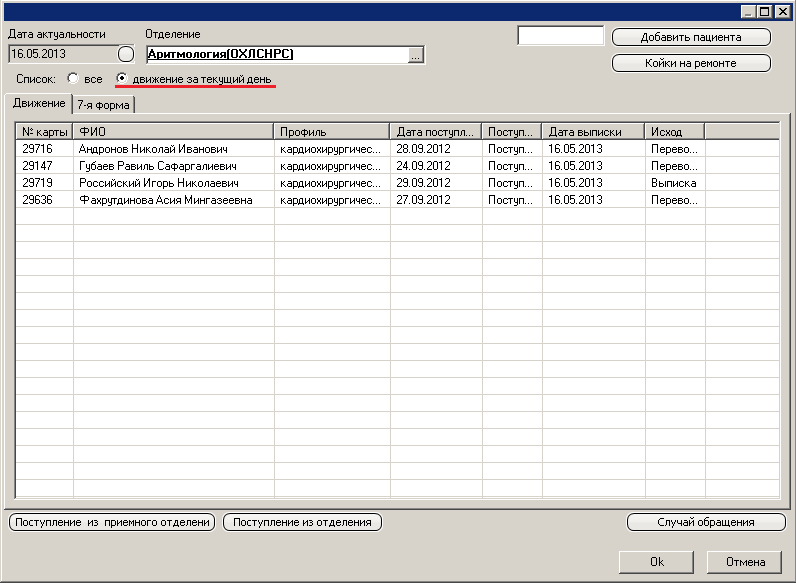 Дата актуальности Отделение
16.05.2013 Аритмология(ОХЛСНРС) ... Добавить пациента
Койки на ремонте
Список: все движение за текущий день
Движение 7-я форма
№ карты ФИО Профиль Дата поступл... Поступ... Дата выписки Исход
29716 Андронов Николай Иванович кардиохирургичес... 28.09.2012 Поступ... 16.05.2013 Перево...
29147 Губаев Равиль Сафаргалиевич кардиохирургичес... 24.09.2012 Поступ... 16.05.2013 Перево...
29719 Российский Игорь Николаевич кардиохирургичес... 29.09.2012 Поступ... 16.05.2013 Выписка
29636 Фахрутдинова Асия Мингазеевна кардиохирургичес... 27.09.2012 Поступ... 16.05.2013 Перево...
Поступление из приемного отделени Поступление из отделения Случай обращения
Ok Отмена